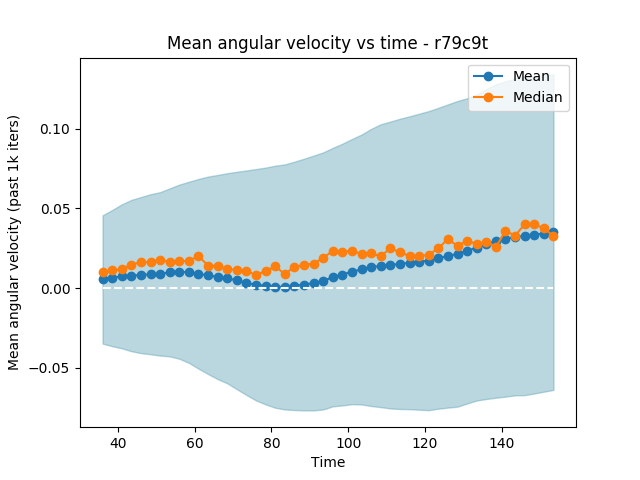 Mean angular velocity vs time - r79c9t
Mean
Median
Mean angular velocity (past 1k iters)
0.10
0.05
0.00
−0.05
40 60 80 100 120 140
Time